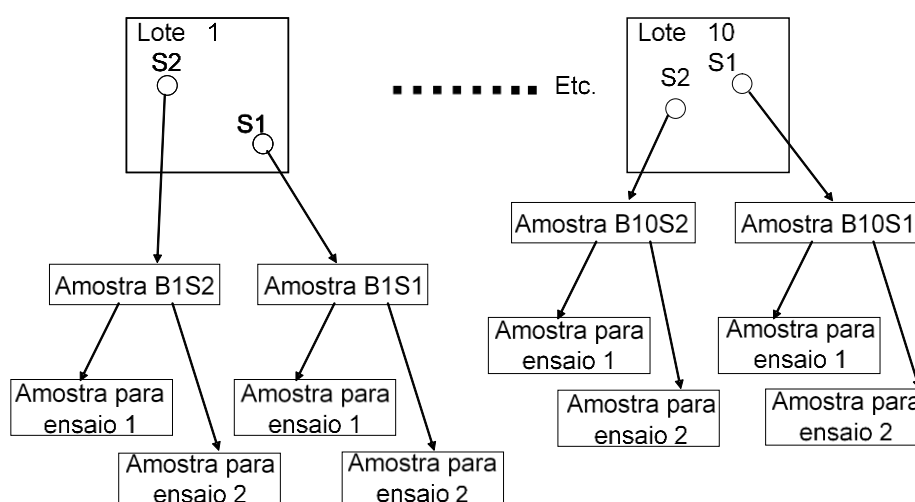 Lote 1
S2
S1
Etc.
Lote 10
S1
S2
Amostra B10S2
Amostra B10S1
Amostra B1S2
Amostra B1S1
Amostra para
ensaio 1
Amostra para
ensaio 1
Amostra para
ensaio 1
Amostra para
ensaio 1
Amostra para
ensaio 2
Amostra para
ensaio 2
Amostra para
ensaio 2
Amostra para
ensaio 2